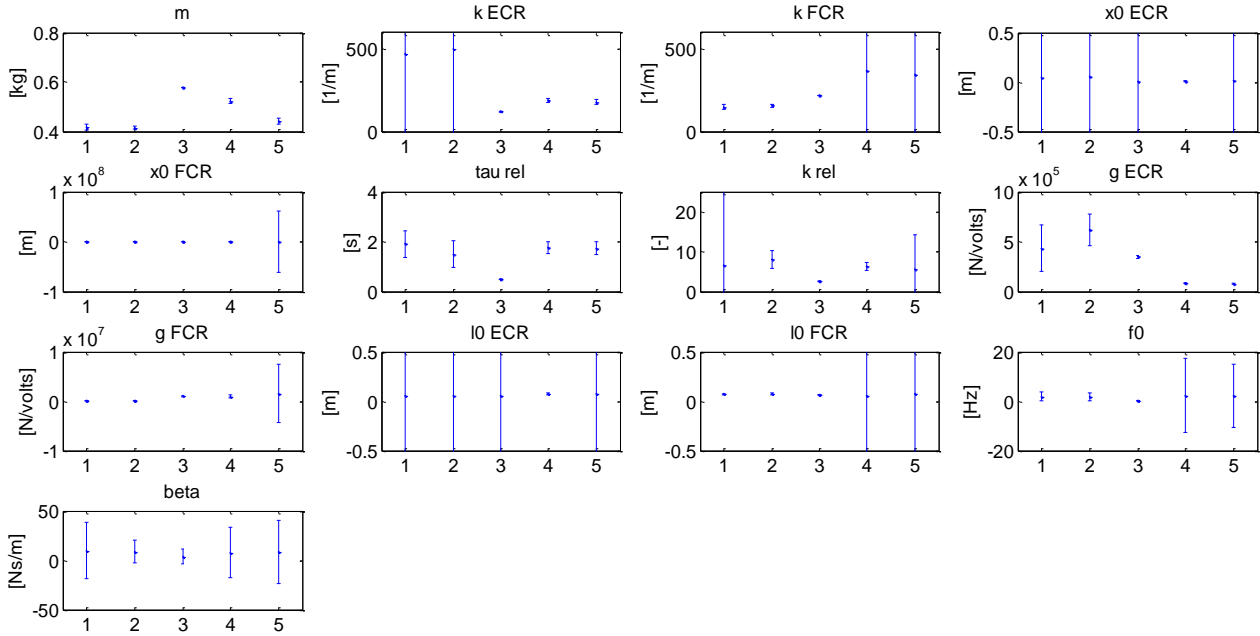 m
0.8
0.6
0.4
[kg]
1 2 3 4 5
k ECR
500
0
[1/m]
1 2 3 4 5
k FCR
500
0
[1/m]
1 2 3 4 5
x0 ECR
0.5
0
-0.5
[m]
1 2 3 4 5
x0 FCR
x 10^8
1
0
-1
[m]
1 2 3 4 5
tau rel
4
2
0
[s]
1 2 3 4 5
k rel
20
10
0
[-]
1 2 3 4 5
g ECR
x 10^5
10
5
0
[N/volts]
1 2 3 4 5
g FCR
x 10^7
1
0
-1
[N/volts]
1 2 3 4 5
l0 ECR
0.5
0
-0.5
[m]
1 2 3 4 5
l0 FCR
0.5
0
-0.5
[m]
1 2 3 4 5
f0
20
0
-20
[Hz]
1 2 3 4 5
beta
50
0
-50
[Ns/m]
1 2 3 4 5